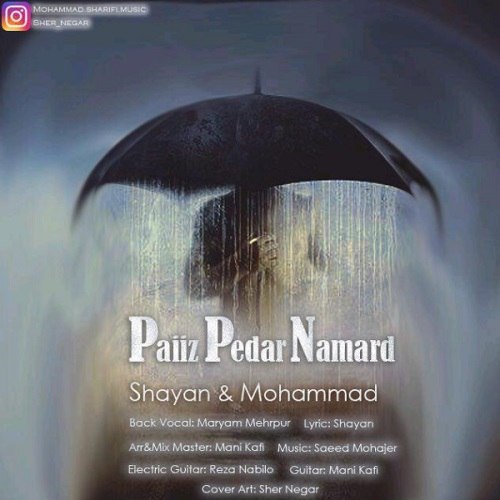 Mohammad.sharifi.music
Sher_negar
Paiiz Pedar Namard
Shayan & Mohammad
Back Vocal: Maryam Mehrpur Lyric: Shayan
Arr&Mix Master: Mani Kafi Music: Saeed Mohajer
Electric Guitar: Reza Nabilo Guitar: Mani Kafi
Cover Art: Sher Negar